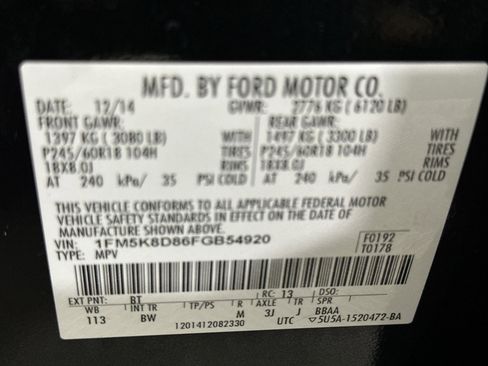 MFD. BY FORD MOTOR CO.
DATE: 12/14 GVWR: 2776 KG (6120 LB)
FRONT GAWR: REAR GAWR:
1397 KG (3080 LB) WITH 1497 KG (3300 LB) WITH
P245/60R18 104H TIRES P245/60R18 104H TIRES
18X8.0J RIMS 18X8.0J RIMS
AT 240 kPa/ 35 PSI COLD AT 240 kPa/ 35 PSI COLD
THIS VEHICLE CONFORMS TO ALL APPLICABLE FEDERAL MOTOR
VEHICLE SAFETY STANDARDS IN EFFECT ON THE DATE OF
MANUFACTURE SHOWN ABOVE.
VIN: 1FM5K8D86FGB54920 F0192
TYPE: MPV T0178
EXT PNT: BT RC: 13 DSO:
WB INT TR TP/PS R AXLE TR SPR
113 BW M 3J J BBAA
1201412082330 UTC ▽5U5A-1520472-BA